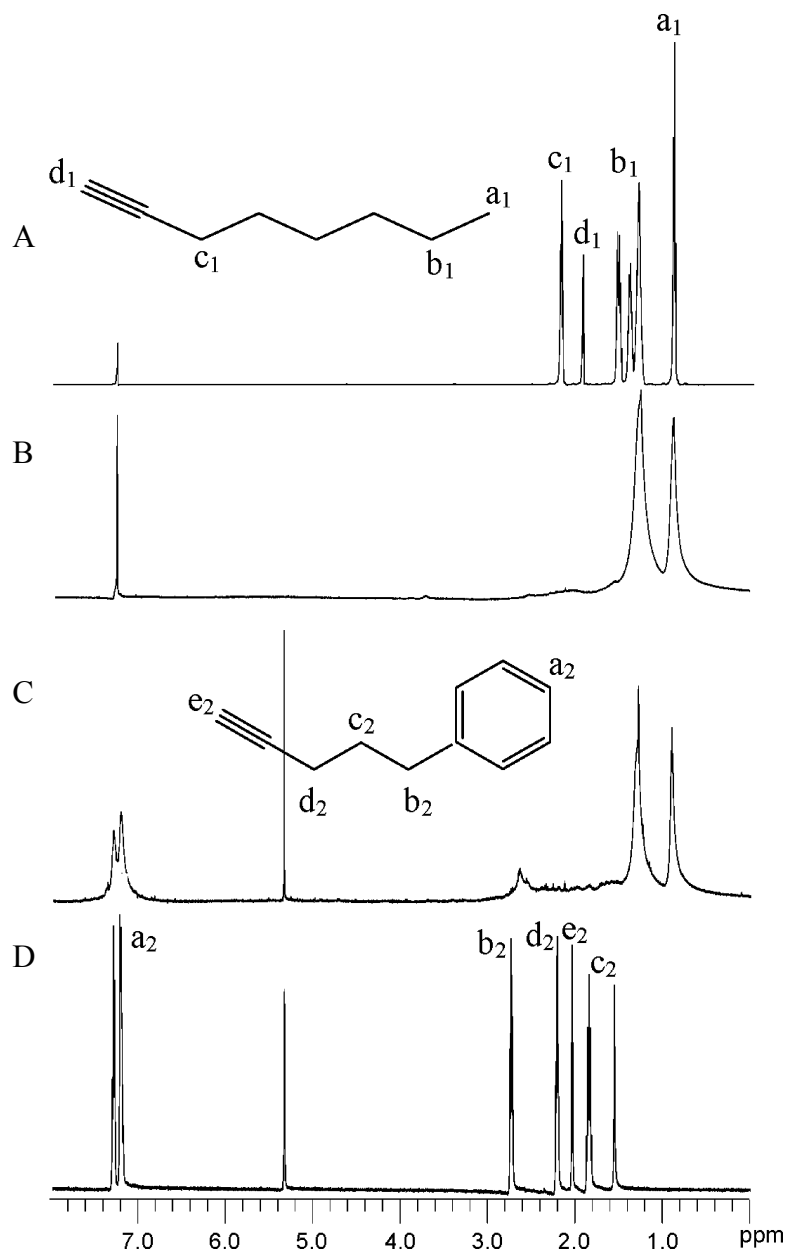 a₁
c₁ b₁
d₁
a₁
d₁
A
c₁ b₁
B
C
a₂
e₂ c₂
d₂ b₂
D
a₂ b₂ d₂ e₂ c₂
7.0 6.0 5.0 4.0 3.0 2.0 1.0 ppm